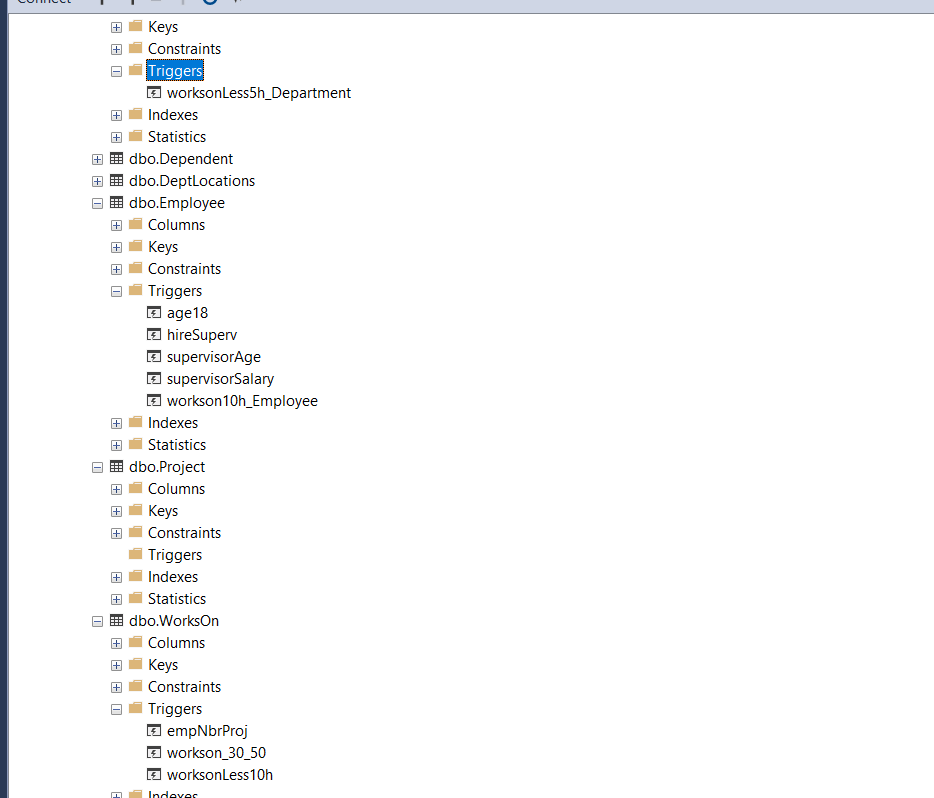 Connect
Keys
Constraints
Triggers
worksonLess5h_Department
Indexes
Statistics
dbo.Dependent
dbo.DeptLocations
dbo.Employee
Columns
Keys
Constraints
Triggers
age18
hireSuperv
supervisorAge
supervisorSalary
workson10h_Employee
Indexes
Statistics
dbo.Project
Columns
Keys
Constraints
Triggers
Indexes
Statistics
dbo.WorksOn
Columns
Keys
Constraints
Triggers
empNbrProj
workson_30_50
worksonLess10h
Indexes